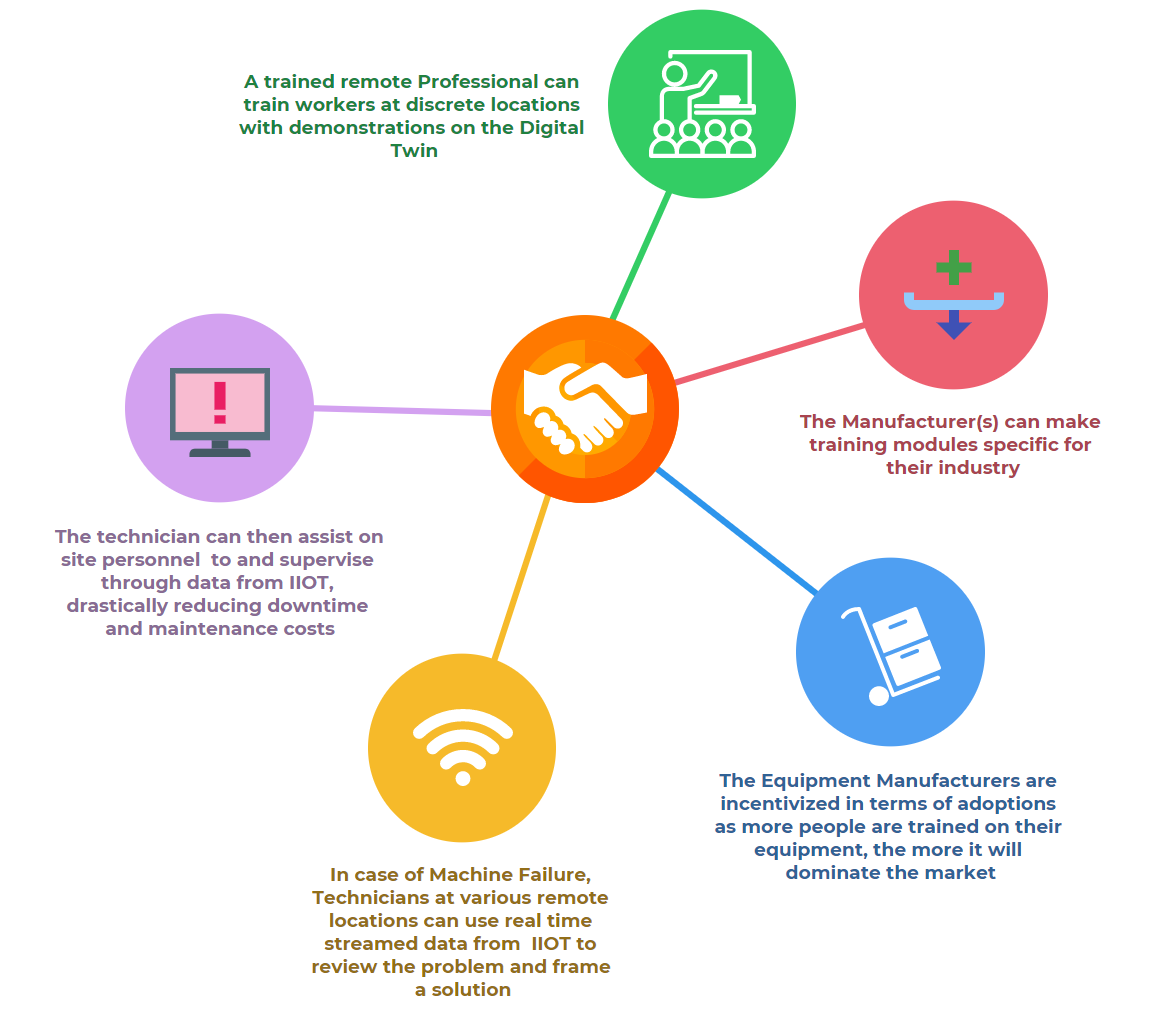 A trained remote Professional can
train workers at discrete locations
with demonstrations on the Digital
Twin
The Manufacturer(s) can make
training modules specific for
their industry
The Equipment Manufacturers are
incentivized in terms of adoptions
as more people are trained on their
equipment, the more it will
dominate the market
In case of Machine Failure,
Technicians at various remote
locations can use real time
streamed data from  IIOT to
review the problem and frame
a solution
The technician can then assist on
site personnel  to and supervise
through data from IIOT,
drastically reducing downtime
and maintenance costs